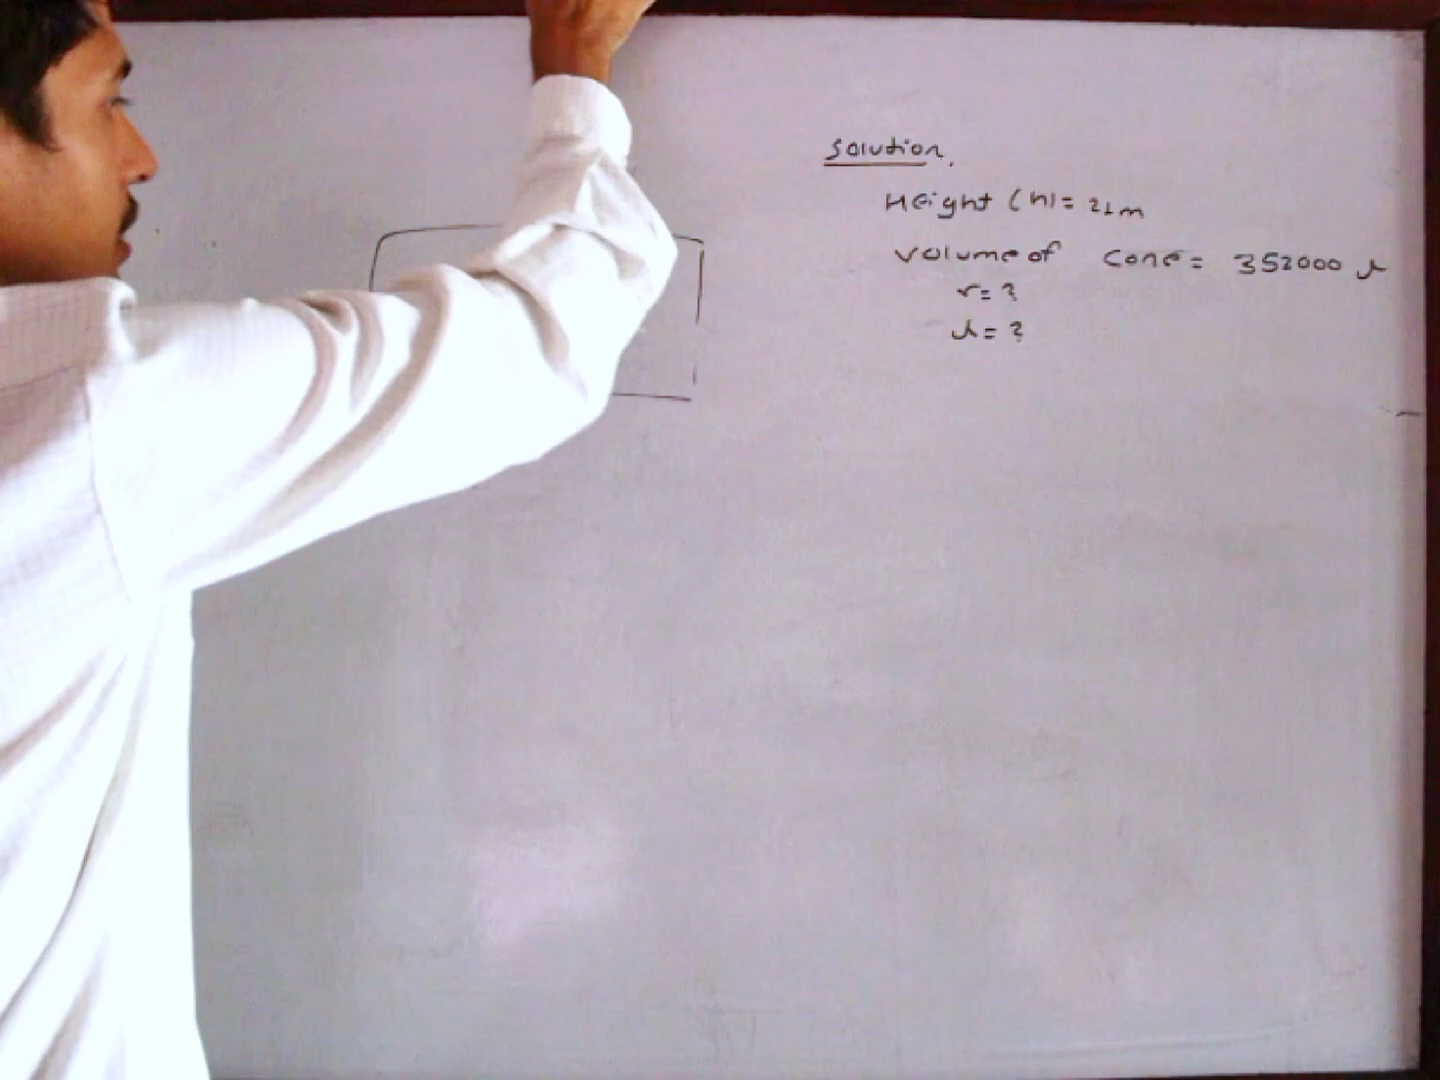 Solution.
Height (h) = 21m
Volume of Cone = 352000 l
r = ?
l = ?